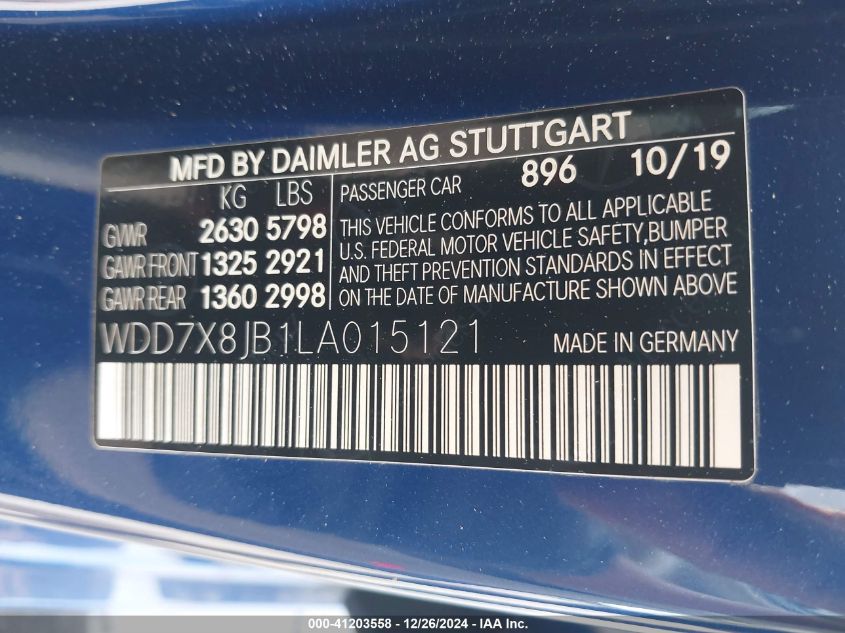 MFD BY DAIMLER AG STUTTGART
KG LBS
GVWR 2630 5798
GAWR FRONT 1325 2921
GAWR REAR 1360 2998
PASSENGER CAR 896 10/19
THIS VEHICLE CONFORMS TO ALL APPLICABLE
U.S. FEDERAL MOTOR VEHICLE SAFETY,BUMPER
AND THEFT PREVENTION STANDARDS IN EFFECT
ON THE DATE OF MANUFACTURE SHOWN ABOVE
WDD7X8JB1LA015121 MADE IN GERMANY
000-41203558 - 12/26/2024 - IAA Inc.